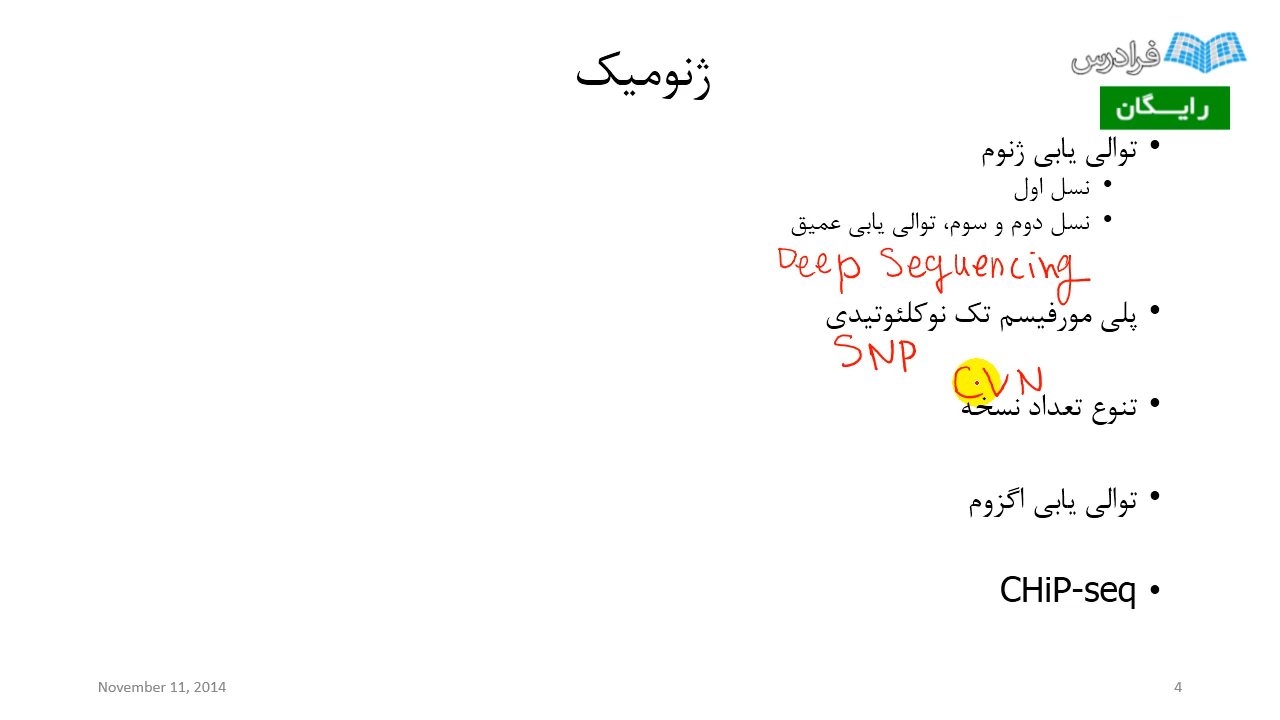 فرادرس
رایگان
ژنومیک
• توالی یابی ژنوم
• نسل اول
• نسل دوم و سوم، توالی یابی عمیق
Deep Sequencing
• پلی مورفیسم تک نوکلئوتیدی
SNP
CVN
• تنوع تعداد نسخه
• توالی یابی اگزوم
• CHiP-seq
November 11, 2014
4